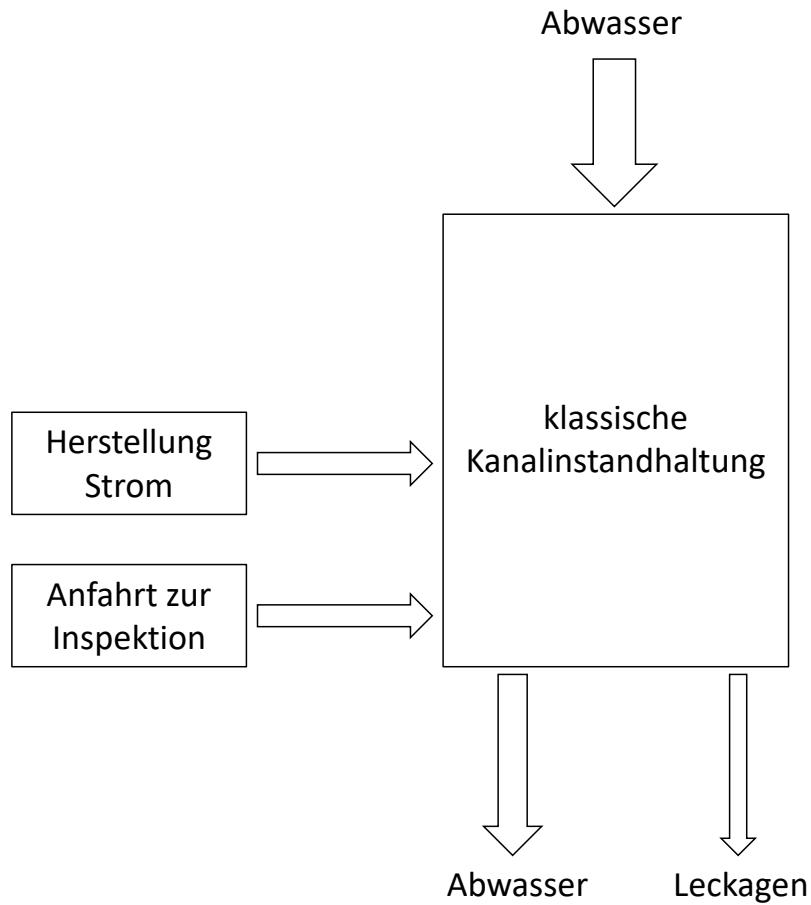 Abwasser
klassische
Kanalinstandhaltung
Herstellung
Strom
Anfahrt zur
Inspektion
Abwasser
Leckagen